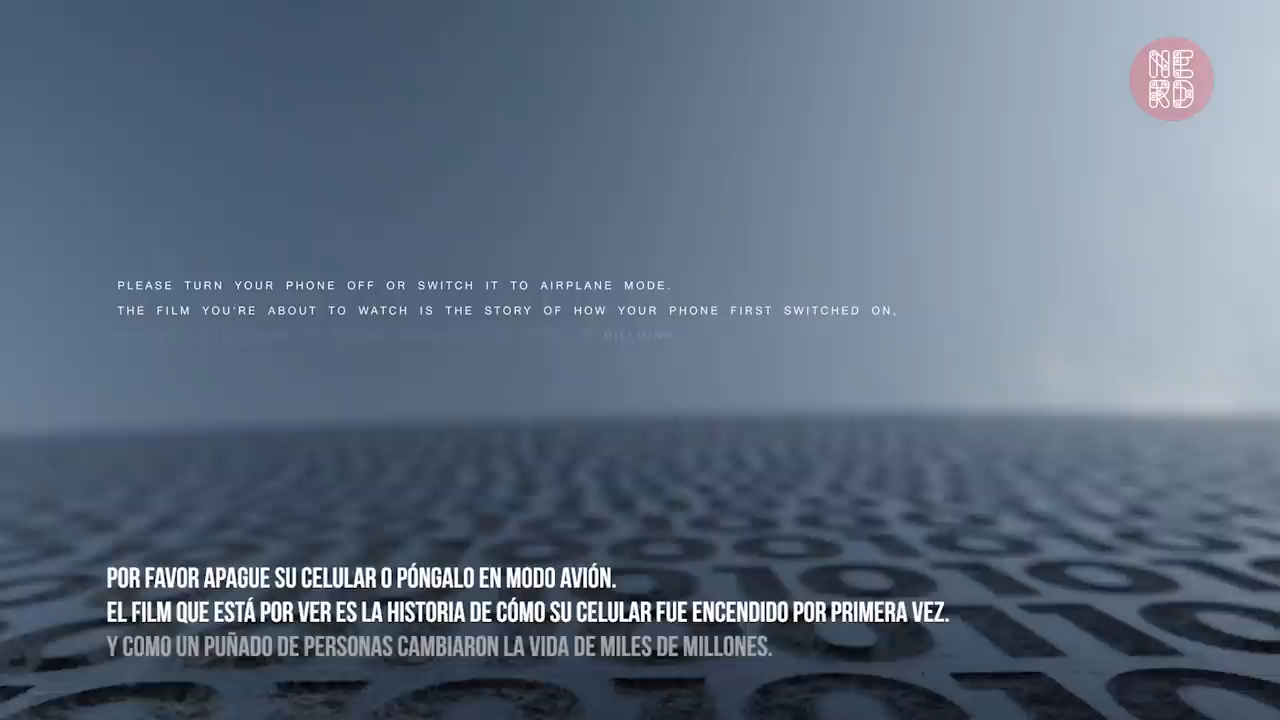 NE
RD
PLEASE TURN YOUR PHONE OFF OR SWITCH IT TO AIRPLANE MODE.
THE FILM YOU'RE ABOUT TO WATCH IS THE STORY OF HOW YOUR PHONE FIRST SWITCHED ON,
BILLIONS
POR FAVOR APAGUE SU CELULAR O PÓNGALO EN MODO AVIÓN.
EL FILM QUE ESTÁ POR VER ES LA HISTORIA DE CÓMO SU CELULAR FUE ENCENDIDO POR PRIMERA VEZ.
Y COMO UN PUÑADO DE PERSONAS CAMBIARON LA VIDA DE MILES DE MILLONES.